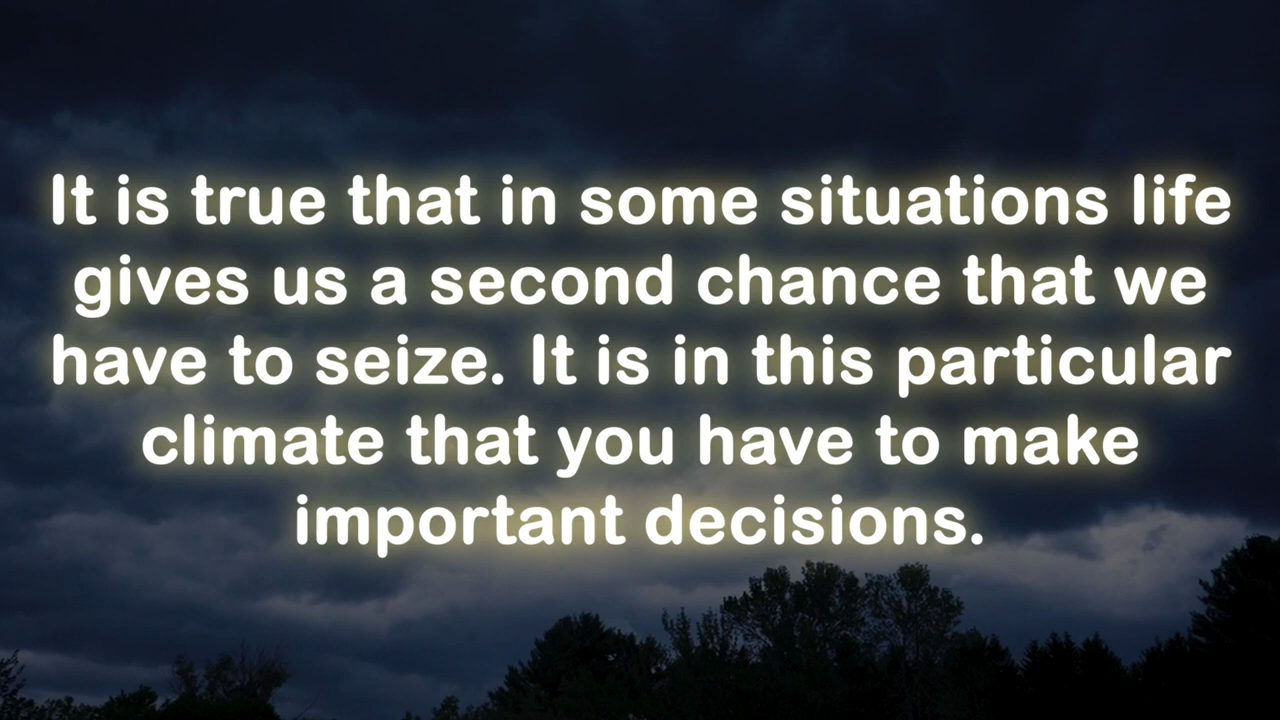 It is true that in some situations life
gives us a second chance that we
have to seize. It is in this particular
climate that you have to make
important decisions.